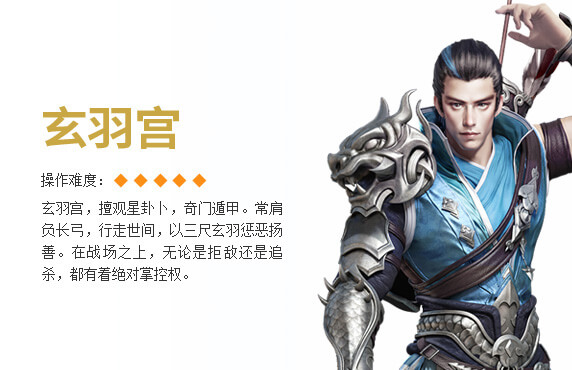 玄羽宫
操作难度：◆ ◆ ◆ ◆ ◆
玄羽宫，擅观星卦卜，奇门遁甲。常肩
负长弓，行走世间，以三尺玄羽惩恶扬
善。在战场之上，无论是拒敌还是追
杀，都有着绝对掌控权。